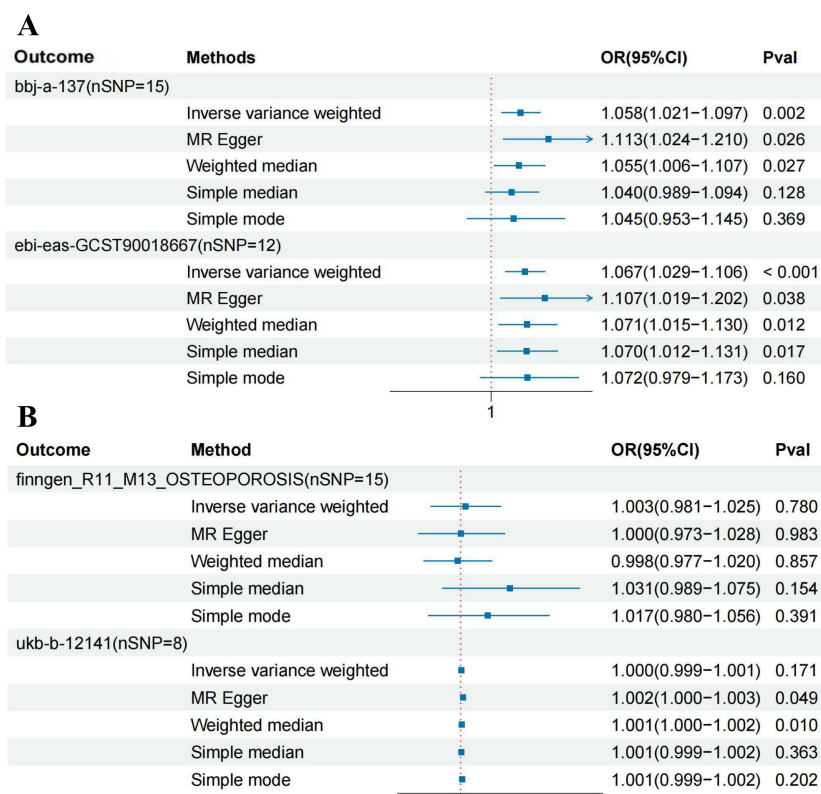 A
Outcome Methods OR(95%CI) Pval
bbj-a-137(nSNP=15)
Inverse variance weighted 1.058(1.021−1.097) 0.002
MR Egger 1.113(1.024−1.210) 0.026
Weighted median 1.055(1.006−1.107) 0.027
Simple median 1.040(0.989−1.094) 0.128
Simple mode 1.045(0.953−1.145) 0.369
ebi-eas-GCST90018667(nSNP=12)
Inverse variance weighted 1.067(1.029−1.106) < 0.001
MR Egger 1.107(1.019−1.202) 0.038
Weighted median 1.071(1.015−1.130) 0.012
Simple median 1.070(1.012−1.131) 0.017
Simple mode 1.072(0.979−1.173) 0.160
1
B
Outcome Method OR(95%CI) Pval
finngen_R11_M13_OSTEOPOROSIS(nSNP=15)
Inverse variance weighted 1.003(0.981−1.025) 0.780
MR Egger 1.000(0.973−1.028) 0.983
Weighted median 0.998(0.977−1.020) 0.857
Simple median 1.031(0.989−1.075) 0.154
Simple mode 1.017(0.980−1.056) 0.391
ukb-b-12141(nSNP=8)
Inverse variance weighted 1.000(0.999−1.001) 0.171
MR Egger 1.002(1.000−1.003) 0.049
Weighted median 1.001(1.000−1.002) 0.010
Simple median 1.001(0.999−1.002) 0.363
Simple mode 1.001(0.999−1.002) 0.202